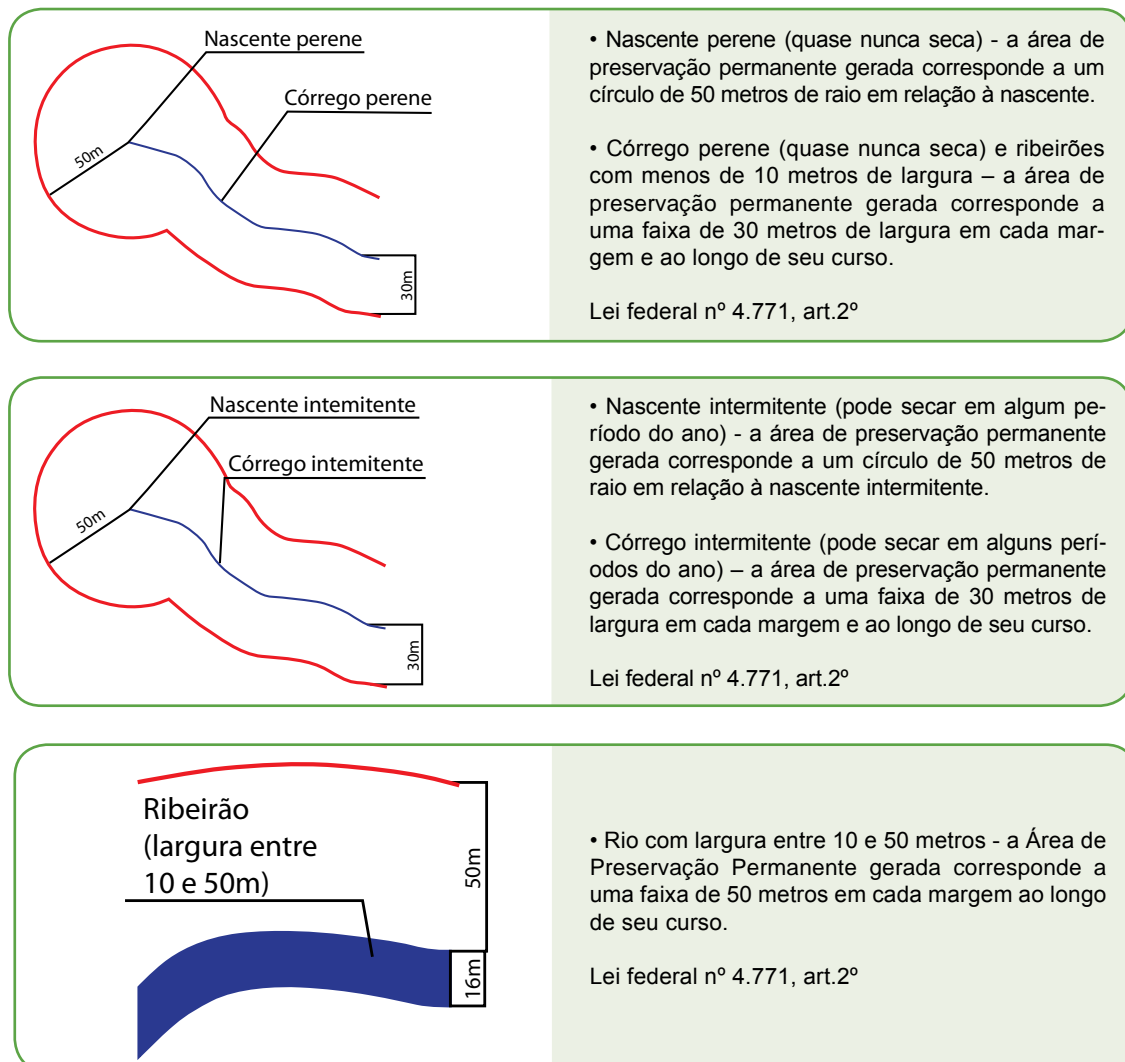 Nascente perene
Córrego perene
50m
30m
• Nascente perene (quase nunca seca) - a área de
preservação permanente gerada corresponde a um
círculo de 50 metros de raio em relação à nascente.
• Córrego perene (quase nunca seca) e ribeirões
com menos de 10 metros de largura – a área de
preservação permanente gerada corresponde a
uma faixa de 30 metros de largura em cada mar-
gem e ao longo de seu curso.
Lei federal nº 4.771, art.2º
Nascente intemitente
Córrego intemitente
50m
30m
• Nascente intermitente (pode secar em algum pe-
ríodo do ano) - a área de preservação permanente
gerada corresponde a um círculo de 50 metros de
raio em relação à nascente intermitente.
• Córrego intermitente (pode secar em alguns perí-
odos do ano) – a área de preservação permanente
gerada corresponde a uma faixa de 30 metros de
largura em cada margem e ao longo de seu curso.
Lei federal nº 4.771, art.2º
Ribeirão
(largura entre
10 e 50m)
50m
16m
• Rio com largura entre 10 e 50 metros - a Área de
Preservação Permanente gerada corresponde a
uma faixa de 50 metros em cada margem ao longo
de seu curso.
Lei federal nº 4.771, art.2º